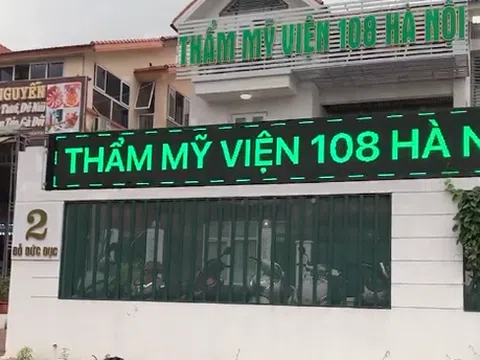 THẨM MỸ VIỆN 108 HÀ NỘI
NGUYỄN
THẨM MỸ VIỆN 108 HÀ N
2
ĐỖ ĐỨC DỤC